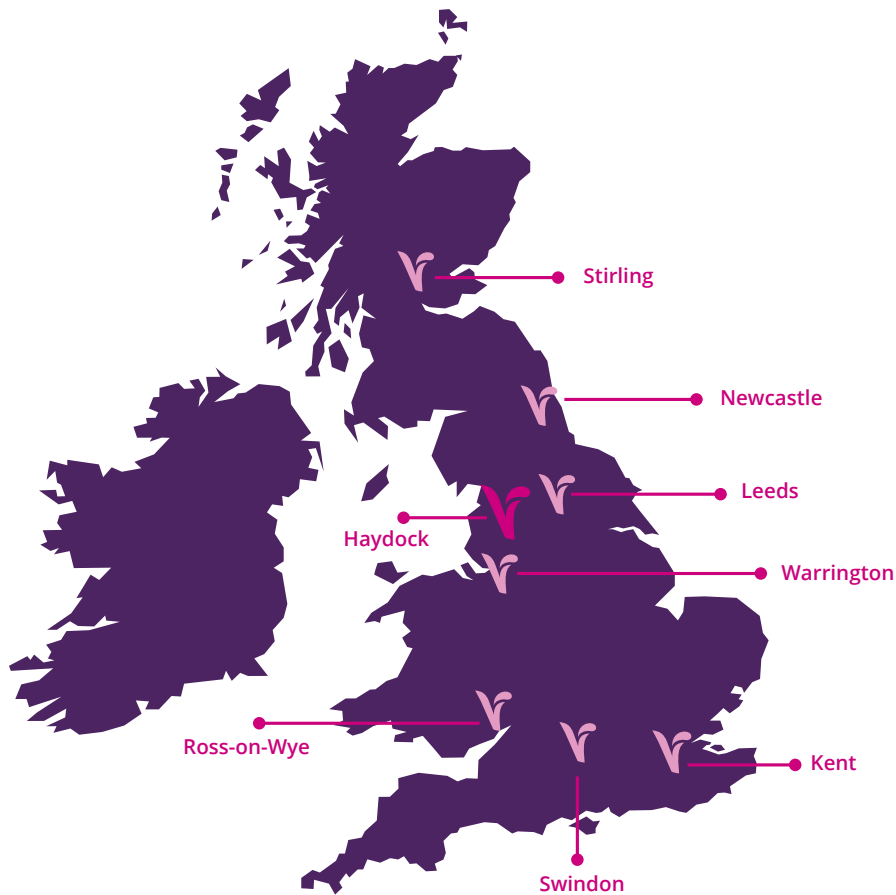 Stirling
Newcastle
Leeds
Haydock
Warrington
Ross-on-Wye
Kent
Swindon